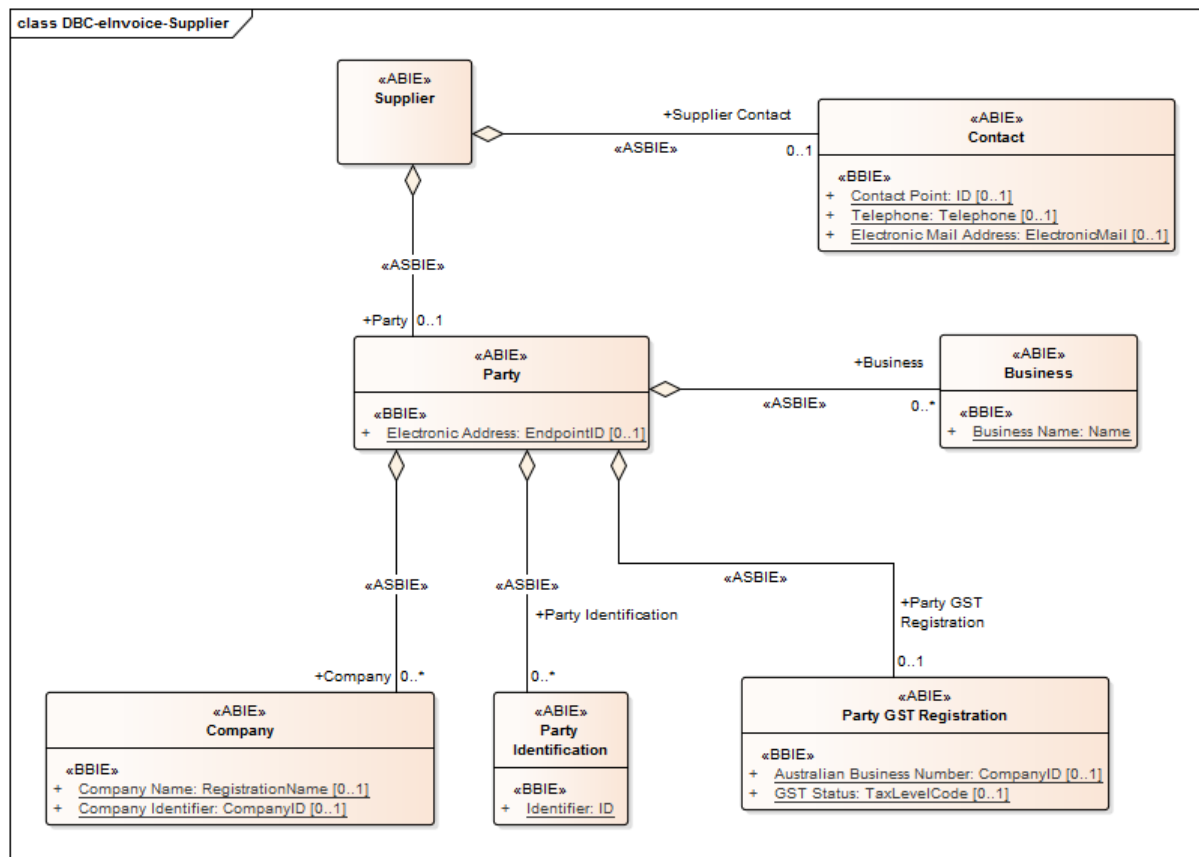 class DBC-eInvoice-Supplier
«ABIE»
Supplier
+Supplier Contact
«ASBIE»
0..1
«ABIE»
Contact
«BBIE»
+ Contact Point: ID [0..1]
+ Telephone: Telephone [0..1]
+ Electronic Mail Address: ElectronicMail [0..1]
«ASBIE»
+Party 0..1
«ABIE»
Party
«BBIE»
+ Electronic Address: EndpointID [0..1]
+Business
«ASBIE»
0..*
«ABIE»
Business
«BBIE»
+ Business Name: Name
«ASBIE»
«ASBIE»
«ASBIE»
+Party Identification
+Party GST
Registration
+Company 0..*
0..*
0..1
«ABIE»
Company
«BBIE»
+ Company Name: RegistrationName [0..1]
+ Company Identifier: CompanyID [0..1]
«ABIE»
Party
Identification
«BBIE»
+ Identifier: ID
«ABIE»
Party GST Registration
«BBIE»
+ Australian Business Number: CompanyID [0..1]
+ GST Status: TaxLevelCode [0..1]